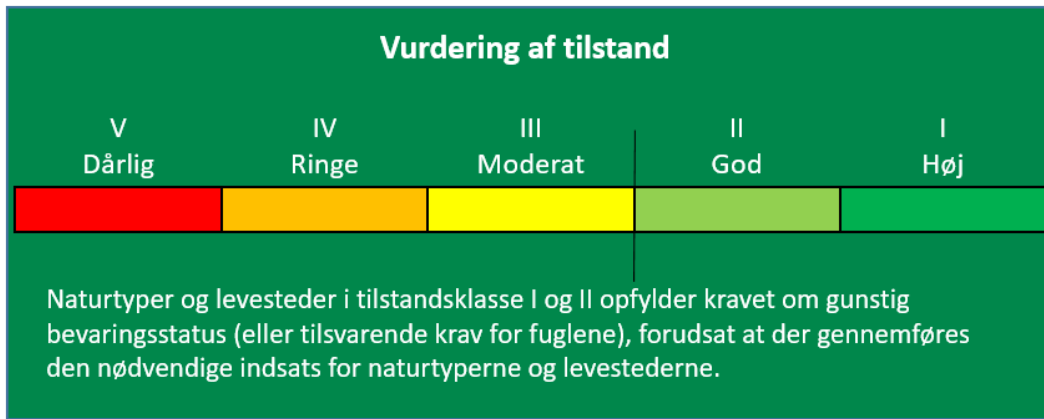 Vurdering af tilstand
V IV III II I
Dårlig Ringe Moderat God Høj
Naturtyper og levesteder i tilstandsklasse I og II opfylder kravet om gunstig
bevaringsstatus (eller tilsvarende krav for fuglene), forudsat at der gennemføres
den nødvendige indsats for naturtyperne og levestederne.